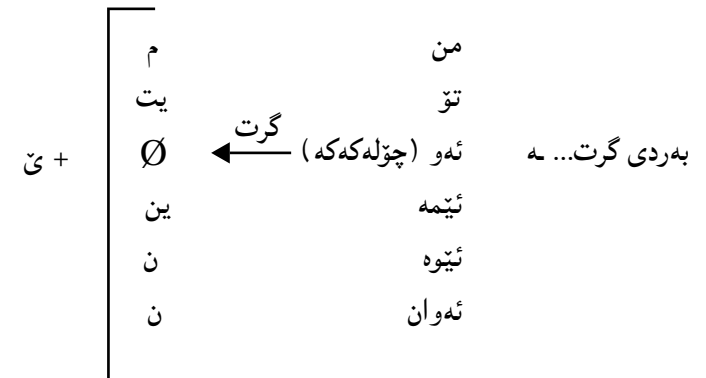 من م
تۆ یت
بەردی گرت... ـە ئەو (چۆلەکەکە) گرت Ø + ێ
ئێمە ین
ئێوە ن
ئەوان ن